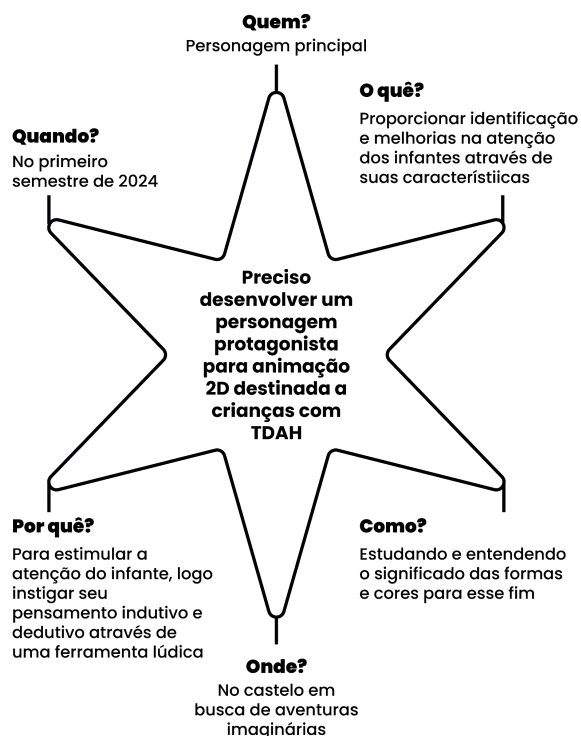 Quem?
Personagem principal
O quê?
Proporcionar identificação
e melhorias na atenção
dos infantes através de
suas característiicas
Quando?
No primeiro
semestre de 2024
Preciso
desenvolver um
personagem
protagonista
para animação
2D destinada a
crianças com
TDAH
Por quê?
Para estimular a
atenção do infante, logo
instigar seu
pensamento indutivo e
dedutivo através de
uma ferramenta lúdica
Como?
Estudando e entendendo
o significado das formas
e cores para esse fim
Onde?
No castelo em
busca de aventuras
imaginárias